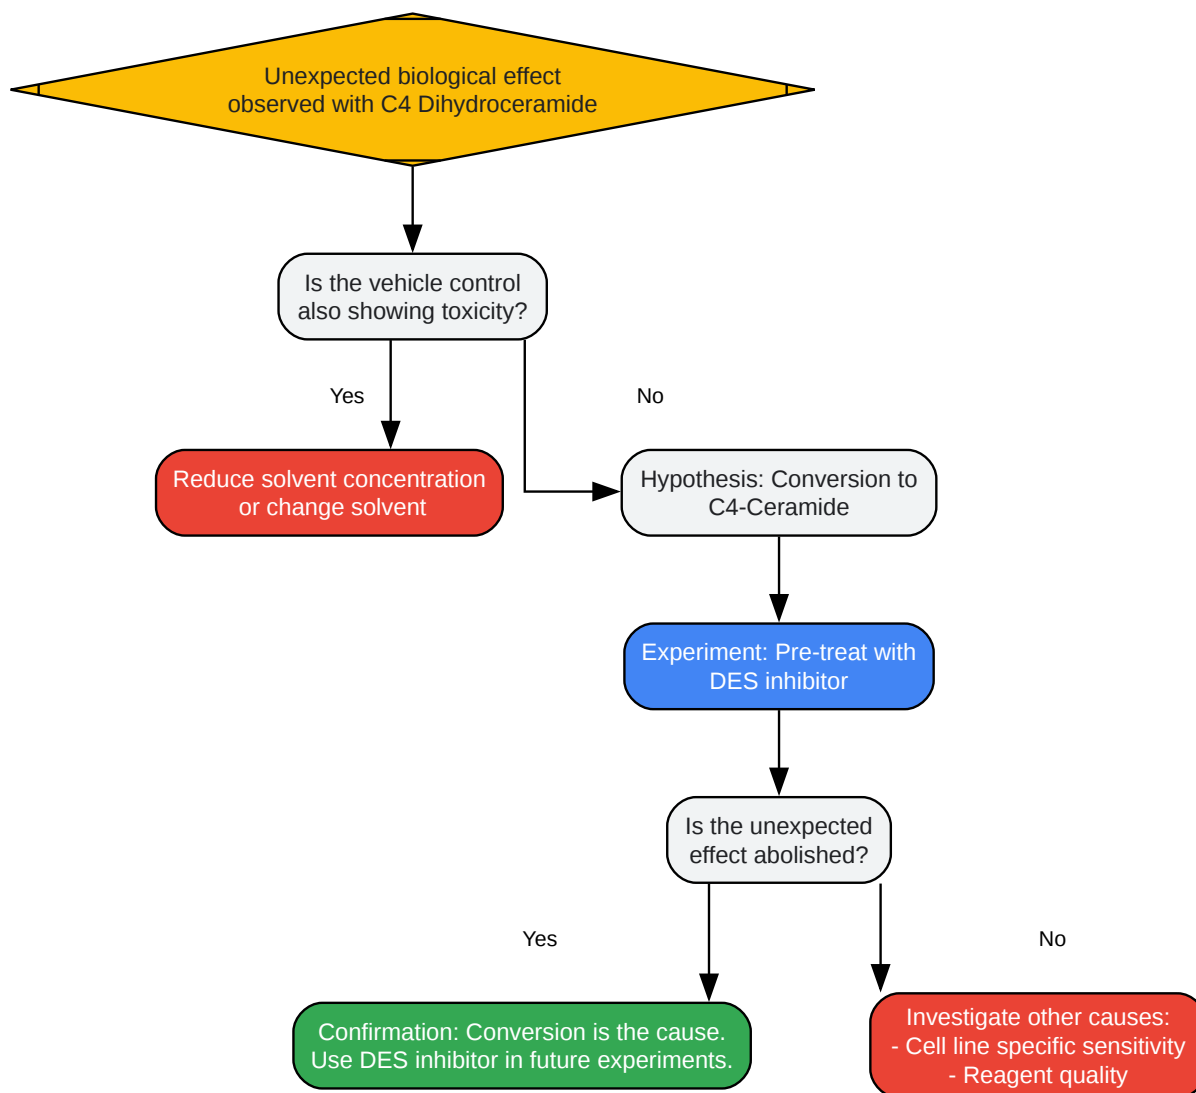 Unexpected biological effect
observed with C4 Dihydroceramide
Is the vehicle control
also showing toxicity?
Yes
No
Reduce solvent concentration
or change solvent
Hypothesis: Conversion to
C4-Ceramide
Experiment: Pre-treat with
DES inhibitor
Is the unexpected
effect abolished?
Yes
No
Confirmation: Conversion is the cause.
Use DES inhibitor in future experiments.
Investigate other causes:
- Cell line specific sensitivity
- Reagent quality